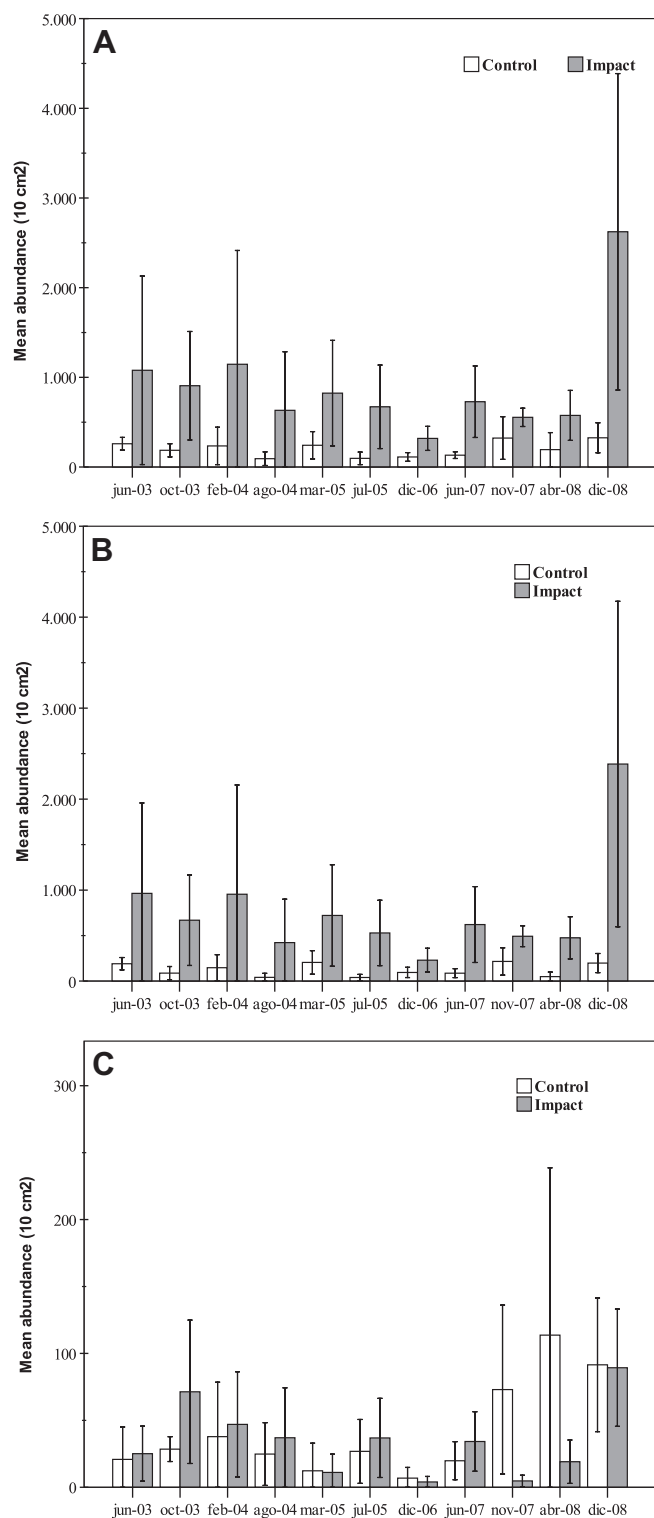 A
Control Impact
Mean abundance (10 cm2)
5.000
4.000
3.000
2.000
1.000
0
jun-03 oct-03 feb-04 ago-04 mar-05 jul-05 dic-06 jun-07 nov-07 abr-08 dic-08
B
Control
Impact
Mean abundance (10 cm2)
5.000
4.000
3.000
2.000
1.000
0
jun-03 oct-03 feb-04 ago-04 mar-05 jul-05 dic-06 jun-07 nov-07 abr-08 dic-08
C
Control
Impact
Mean abundance (10 cm2)
300
200
100
0
jun-03 oct-03 feb-04 ago-04 mar-05 jul-05 dic-06 jun-07 nov-07 abr-08 dic-08